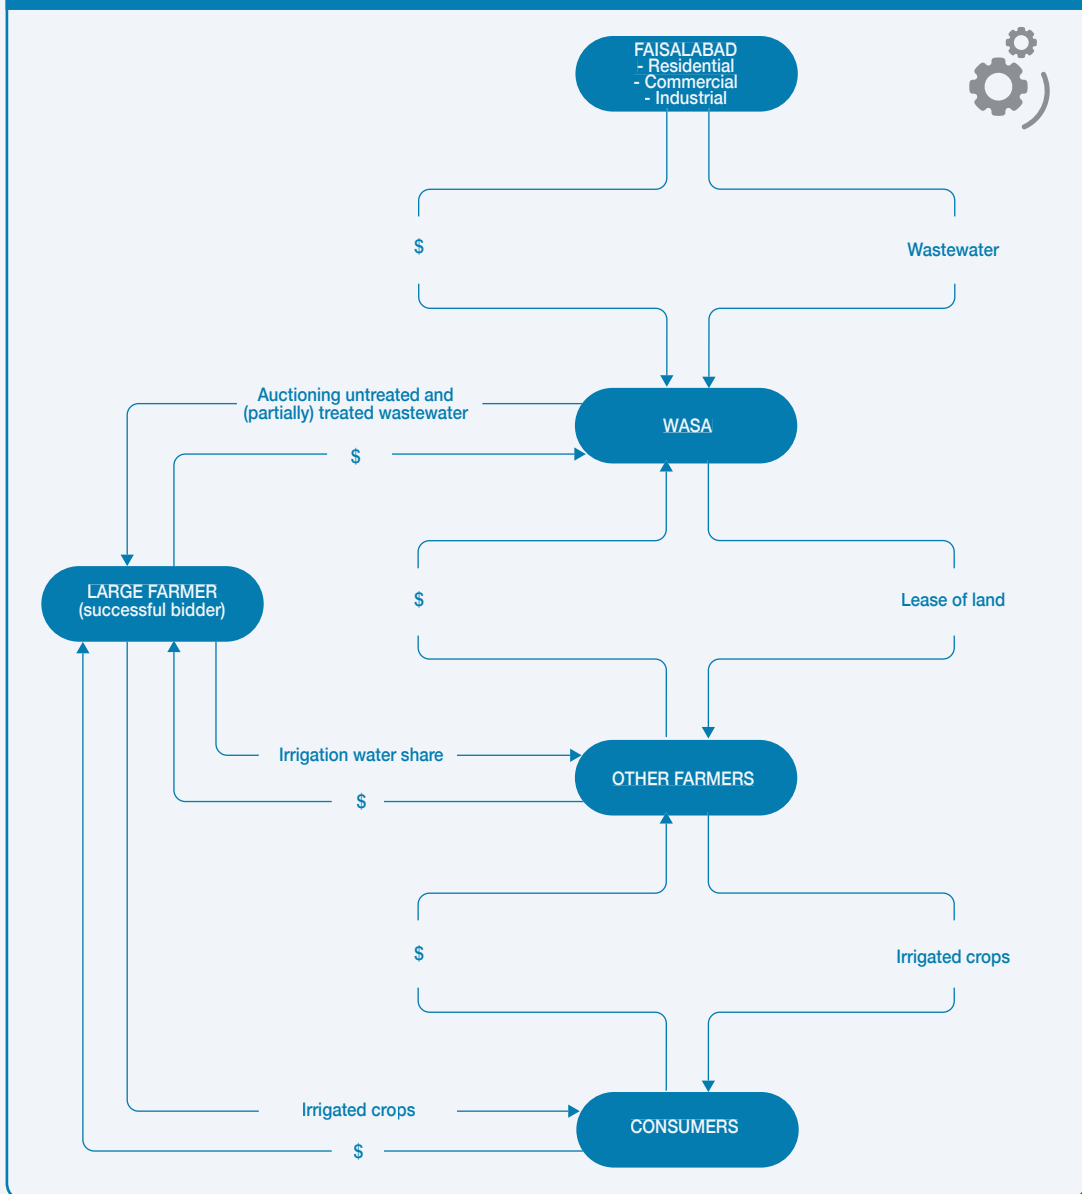 FAISALABAD
- Residential
- Commercial
- Industrial
$
Wastewater
Auctioning untreated and
(partially) treated wastewater
WASA
$
LARGE FARMER
(successful bidder)
$
Lease of land
Irrigation water share
OTHER FARMERS
$
$
Irrigated crops
Irrigated crops
CONSUMERS
$